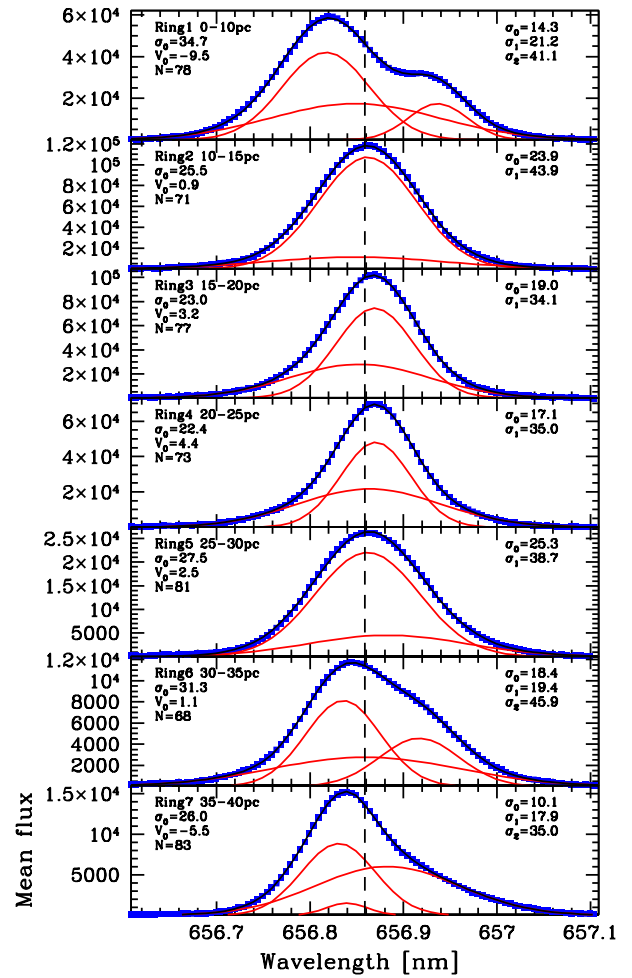 6×10⁴
4×10⁴
2×10⁴
Ring1 0−10pc
σ₀=34.7
V₀=−9.5
N=78
σ₀=14.3
σ₁=21.2
σ₂=41.1
1.2×10⁵
10⁵
8×10⁴
6×10⁴
4×10⁴
2×10⁴
Ring2 10−15pc
σ₀=25.5
V₀=0.9
N=71
σ₀=23.9
σ₁=43.9
10⁵
8×10⁴
6×10⁴
4×10⁴
2×10⁴
Ring3 15−20pc
σ₀=23.0
V₀=3.2
N=77
σ₀=19.0
σ₁=34.1
6×10⁴
4×10⁴
2×10⁴
Ring4 20−25pc
σ₀=22.4
V₀=4.4
N=73
σ₀=17.1
σ₁=35.0
2.5×10⁴
2×10⁴
1.5×10⁴
10⁴
5000
Ring5 25−30pc
σ₀=27.5
V₀=2.5
N=81
σ₀=25.3
σ₁=38.7
1.2×10⁴
10⁴
8000
6000
4000
2000
Ring6 30−35pc
σ₀=31.3
V₀=1.1
N=68
σ₀=18.4
σ₁=19.4
σ₂=45.9
1.5×10⁴
10⁴
5000
Ring7 35−40pc
σ₀=26.0
V₀=−5.5
N=83
σ₀=10.1
σ₁=17.9
σ₂=35.0
Mean flux
656.7 656.8 656.9 657 657.1
Wavelength [nm]